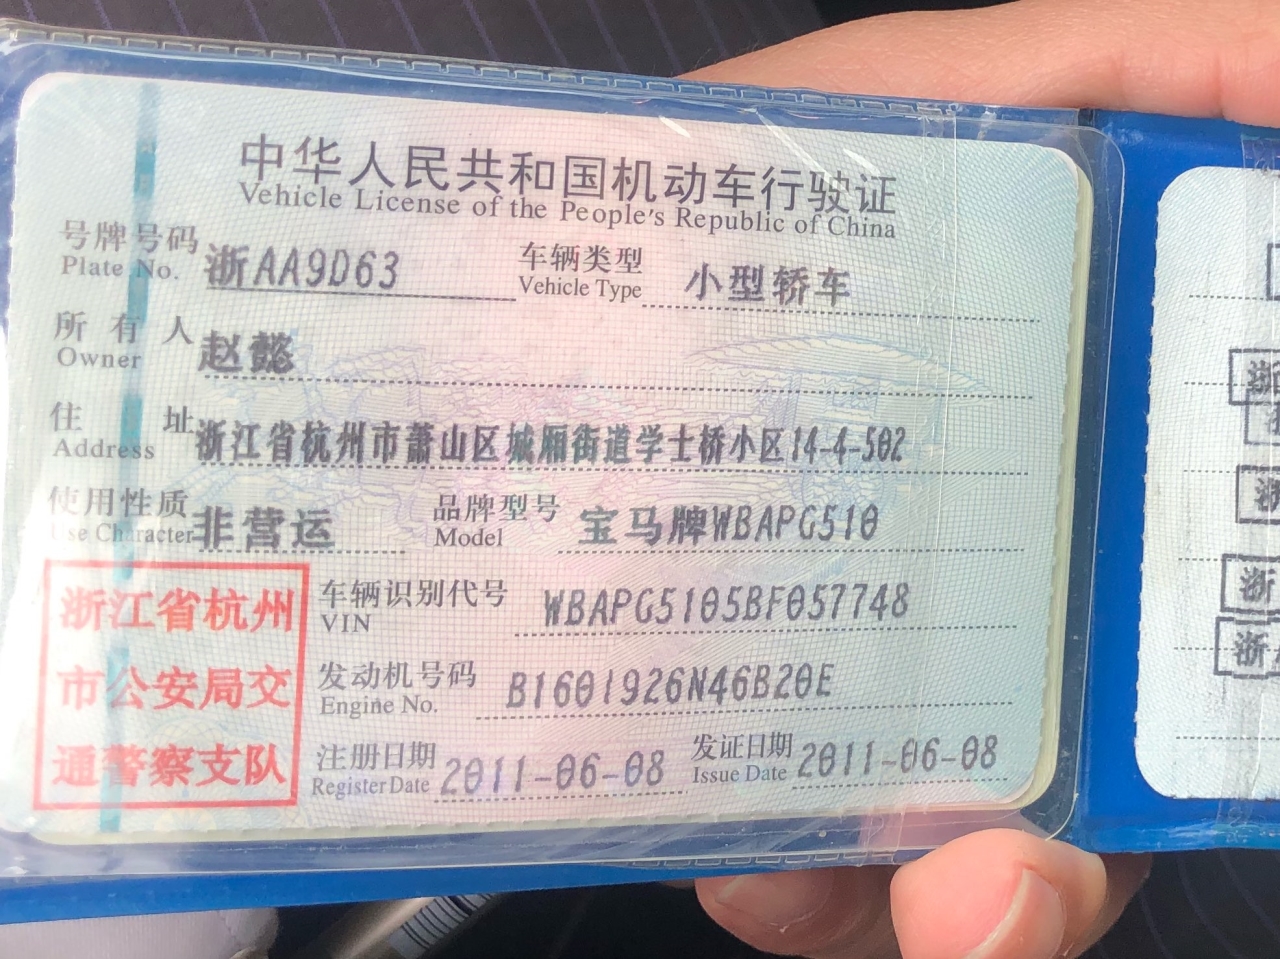 中华人民共和国机动车行驶证
Vehicle License of the People's Republic of China
号牌号码 浙AA9D63 车辆类型 小型轿车
Plate No. Vehicle Type
所有人 赵懿
Owner
住址 浙江省杭州市萧山区城厢街道学士桥小区14-4-502
Address
使用性质 非营运 品牌型号 宝马牌WBAPG510
Use Character Model
浙江省杭州
市公安局交
通警察支队
车辆识别代号 WBAPG5105BF057748
VIN
发动机号码 B1601926N46B20E
Engine No.
注册日期 2011-06-08 发证日期 2011-06-08
Register Date Issue Date
浙
浙
浙